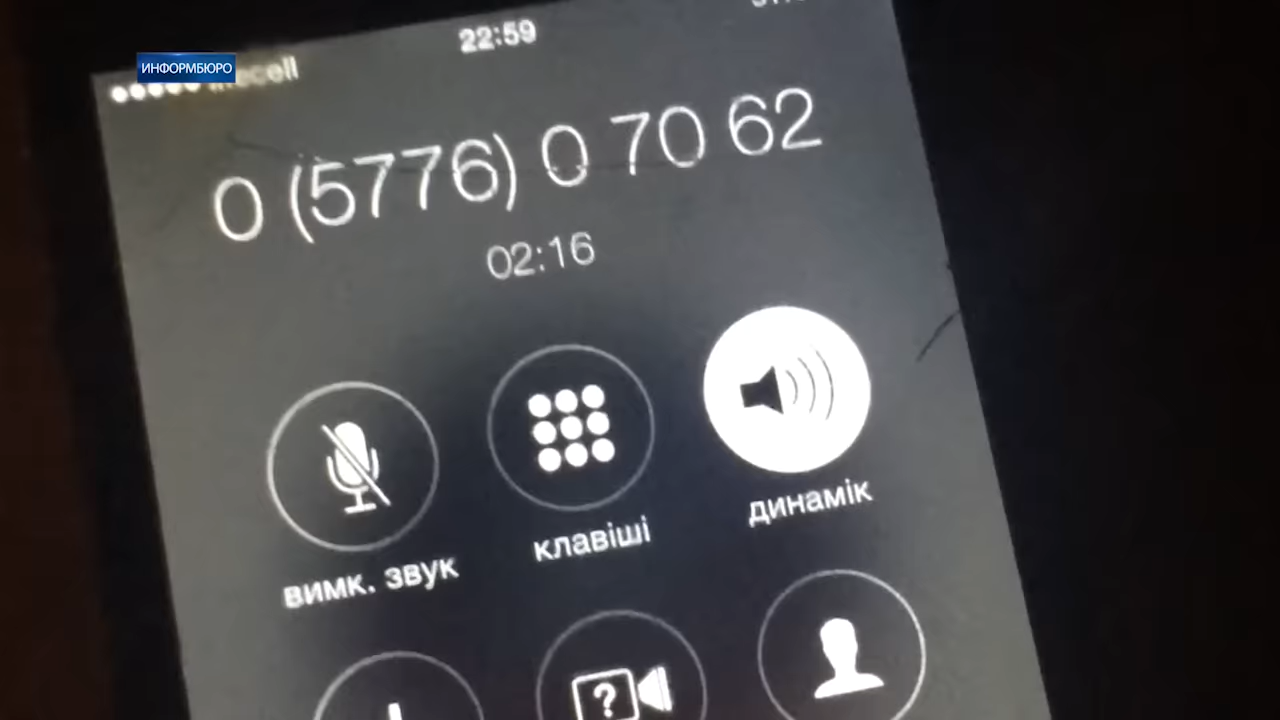 22:59
ИНФОРМБЮРО
0 (5776) 0 70 62
02:16
вимк. звук
клавіші
динамік
?